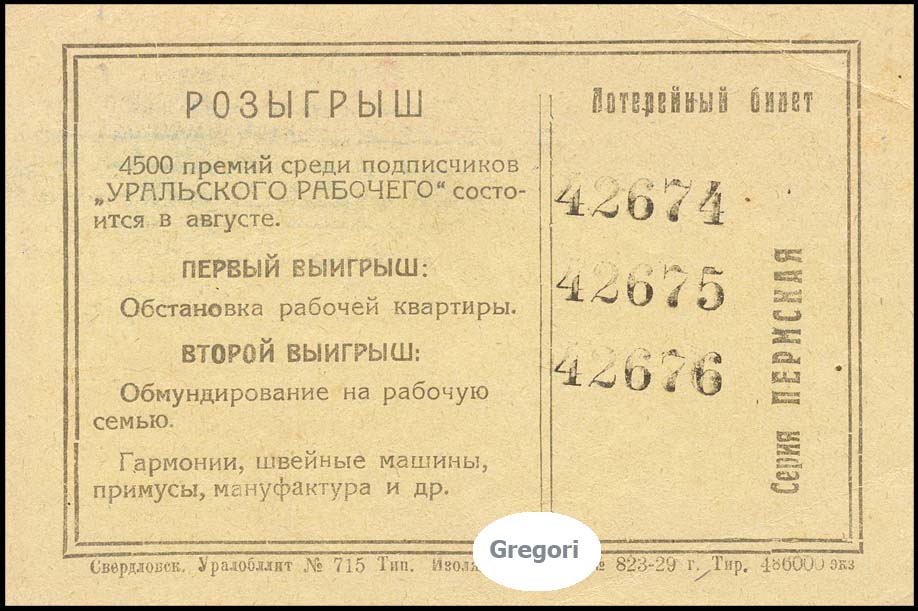 РОЗЫГРЫШ
4500 премий среди подписчиков
„УРАЛЬСКОГО РАБОЧЕГО“ состо-
ится в августе.
ПЕРВЫЙ ВЫИГРЫШ:
Обстановка рабочей квартиры.
ВТОРОЙ ВЫИГРЫШ:
Обмундирование на рабочую
семью.
Гармонии, швейные машины,
примусы, мануфактура и др.
Лотерейный билет
42674
42675
42676
Серия ПЕРМСКАЯ
Свердловск. Уралобллит № 715 Тип. 823-29 г. Тир. 486000 экз
Gregori